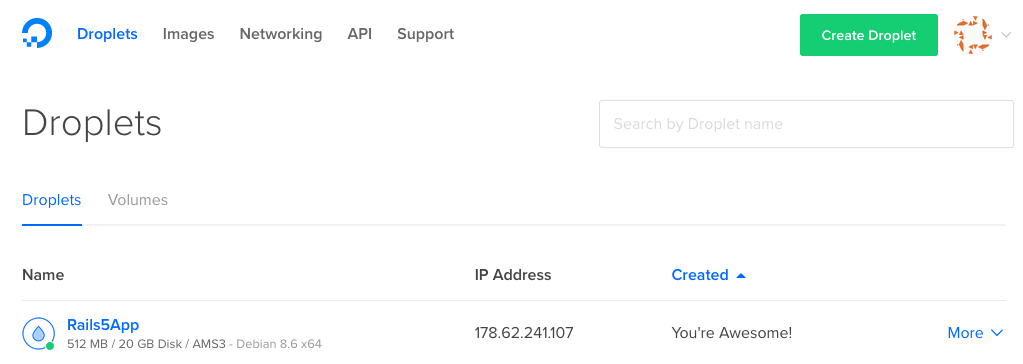 Droplets Images Networking API Support Create Droplet
Droplets Search by Droplet name
Droplets Volumes
Name IP Address Created
Rails5App
512 MB / 20 GB Disk / AMS3 - Debian 8.6 x64 178.62.241.107 You're Awesome! More